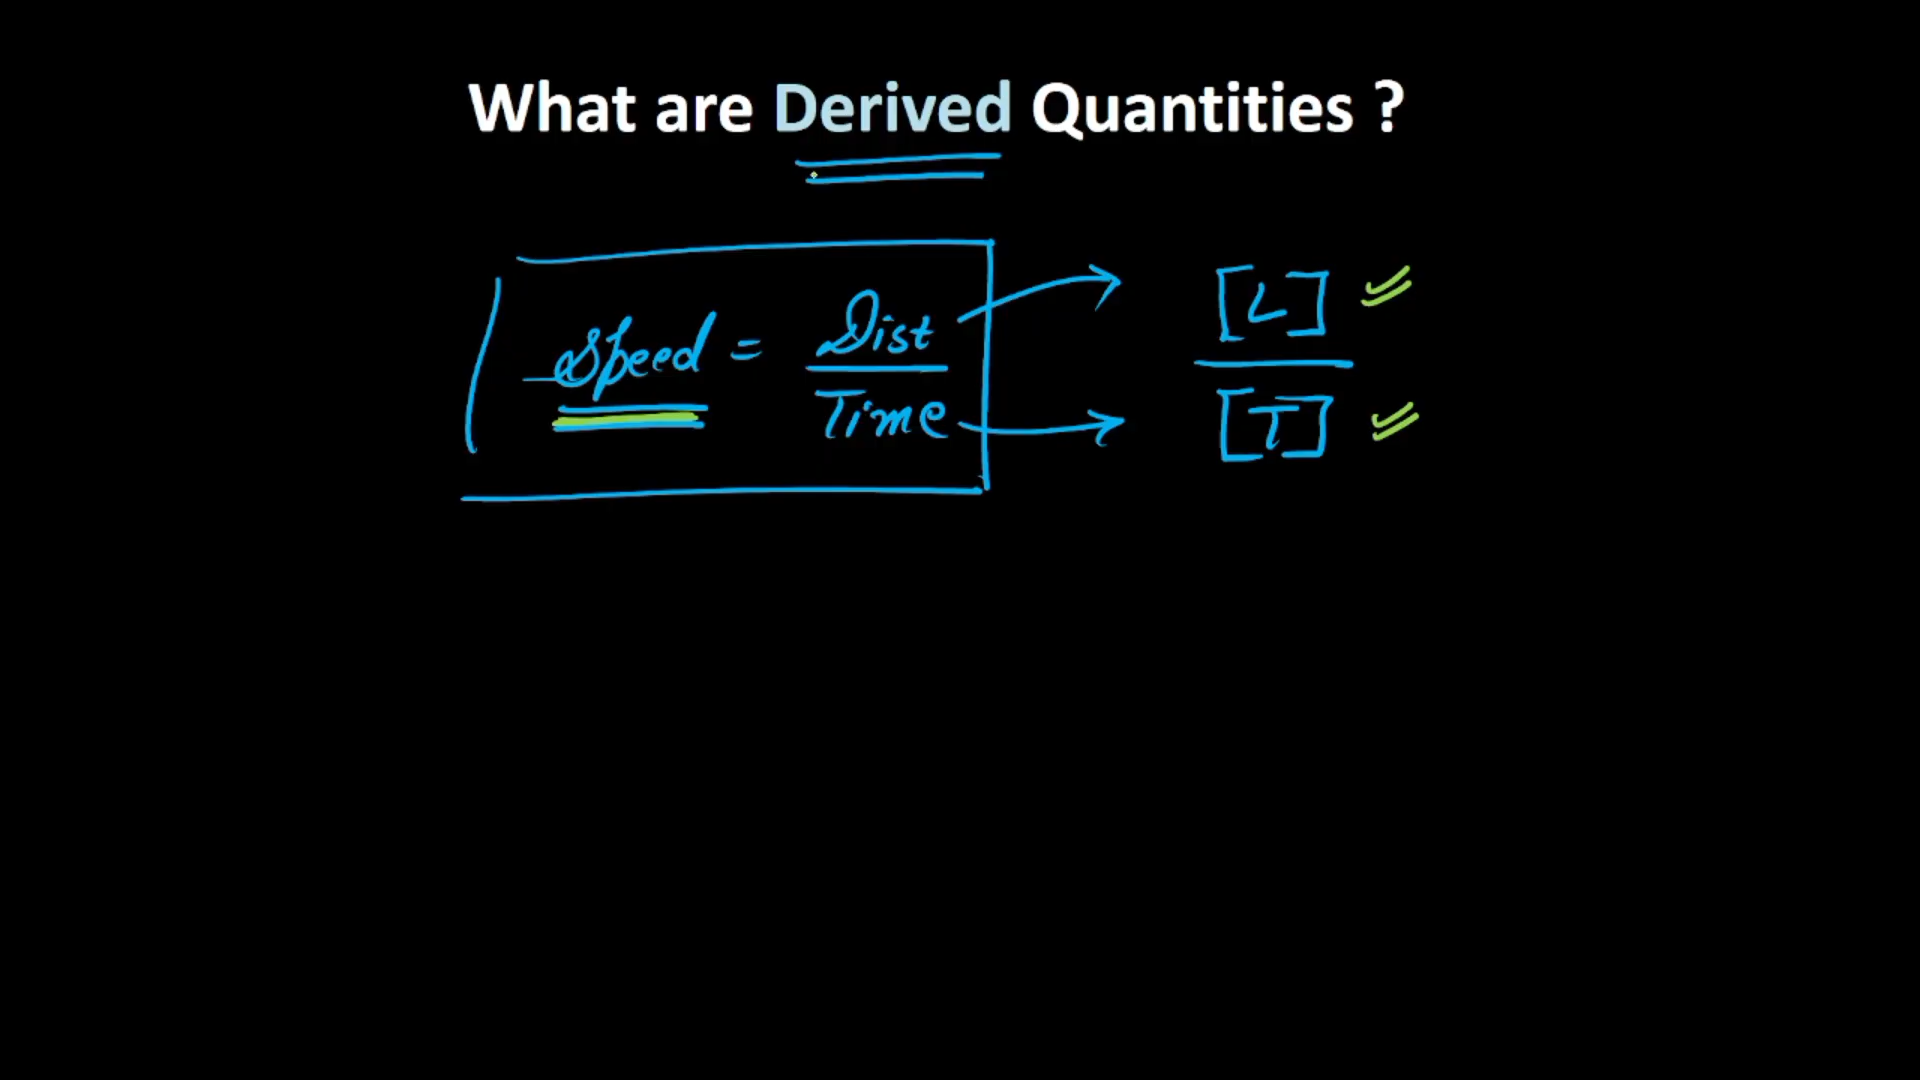 What are Derived Quantities ?
Speed = Dist / Time
[L] / [T]